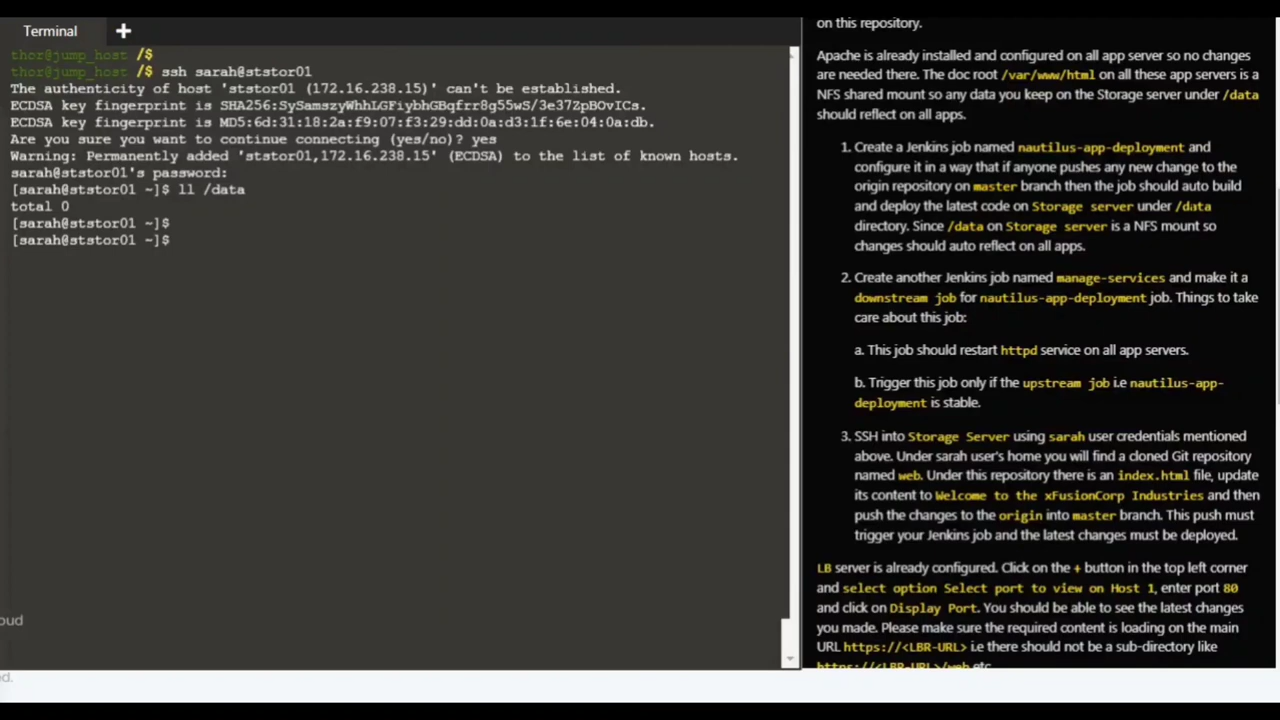 Terminal
+
thor@jump_host /$
thor@jump_host /$ ssh sarah@ststor01
The authenticity of host 'ststor01 (172.16.238.15)' can't be established.
ECDSA key fingerprint is SHA256:SySamszyWhhLGFiybhGBqfrr8g55wS/3e37ZpBOvICs.
ECDSA key fingerprint is MD5:6d:31:18:2a:f9:07:f3:29:dd:0a:d3:1f:6e:04:0a:db.
Are you sure you want to continue connecting (yes/no)? yes
Warning: Permanently added 'ststor01,172.16.238.15' (ECDSA) to the list of known hosts.
sarah@ststor01's password:
[sarah@ststor01 ~]$ ll /data
total 0
[sarah@ststor01 ~]$
[sarah@ststor01 ~]$
oud
ed.
on this repository.
Apache is already installed and configured on all app server so no changes
are needed there. The doc root /var/www/html on all these app servers is a
NFS shared mount so any data you keep on the Storage server under /data
should reflect on all apps.
1. Create a Jenkins job named nautilus-app-deployment and
configure it in a way that if anyone pushes any new change to the
origin repository on master branch then the job should auto build
and deploy the latest code on Storage server under /data
directory. Since /data on Storage server is a NFS mount so
changes should auto reflect on all apps.
2. Create another Jenkins job named manage-services and make it a
downstream job for nautilus-app-deployment job. Things to take
care about this job:
a. This job should restart httpd service on all app servers.
b. Trigger this job only if the upstream job i.e nautilus-app-
deployment is stable.
3. SSH into Storage Server using sarah user credentials mentioned
above. Under sarah user's home you will find a cloned Git repository
named web. Under this repository there is an index.html file, update
its content to Welcome to the xFusionCorp Industries and then
push the changes to the origin into master branch. This push must
trigger your Jenkins job and the latest changes must be deployed.
LB server is already configured. Click on the + button in the top left corner
and select option Select port to view on Host 1, enter port 80
and click on Display Port. You should be able to see the latest changes
you made. Please make sure the required content is loading on the main
URL https://<LBR-URL> i.e there should not be a sub-directory like
https://<LBR-URL>/web etc